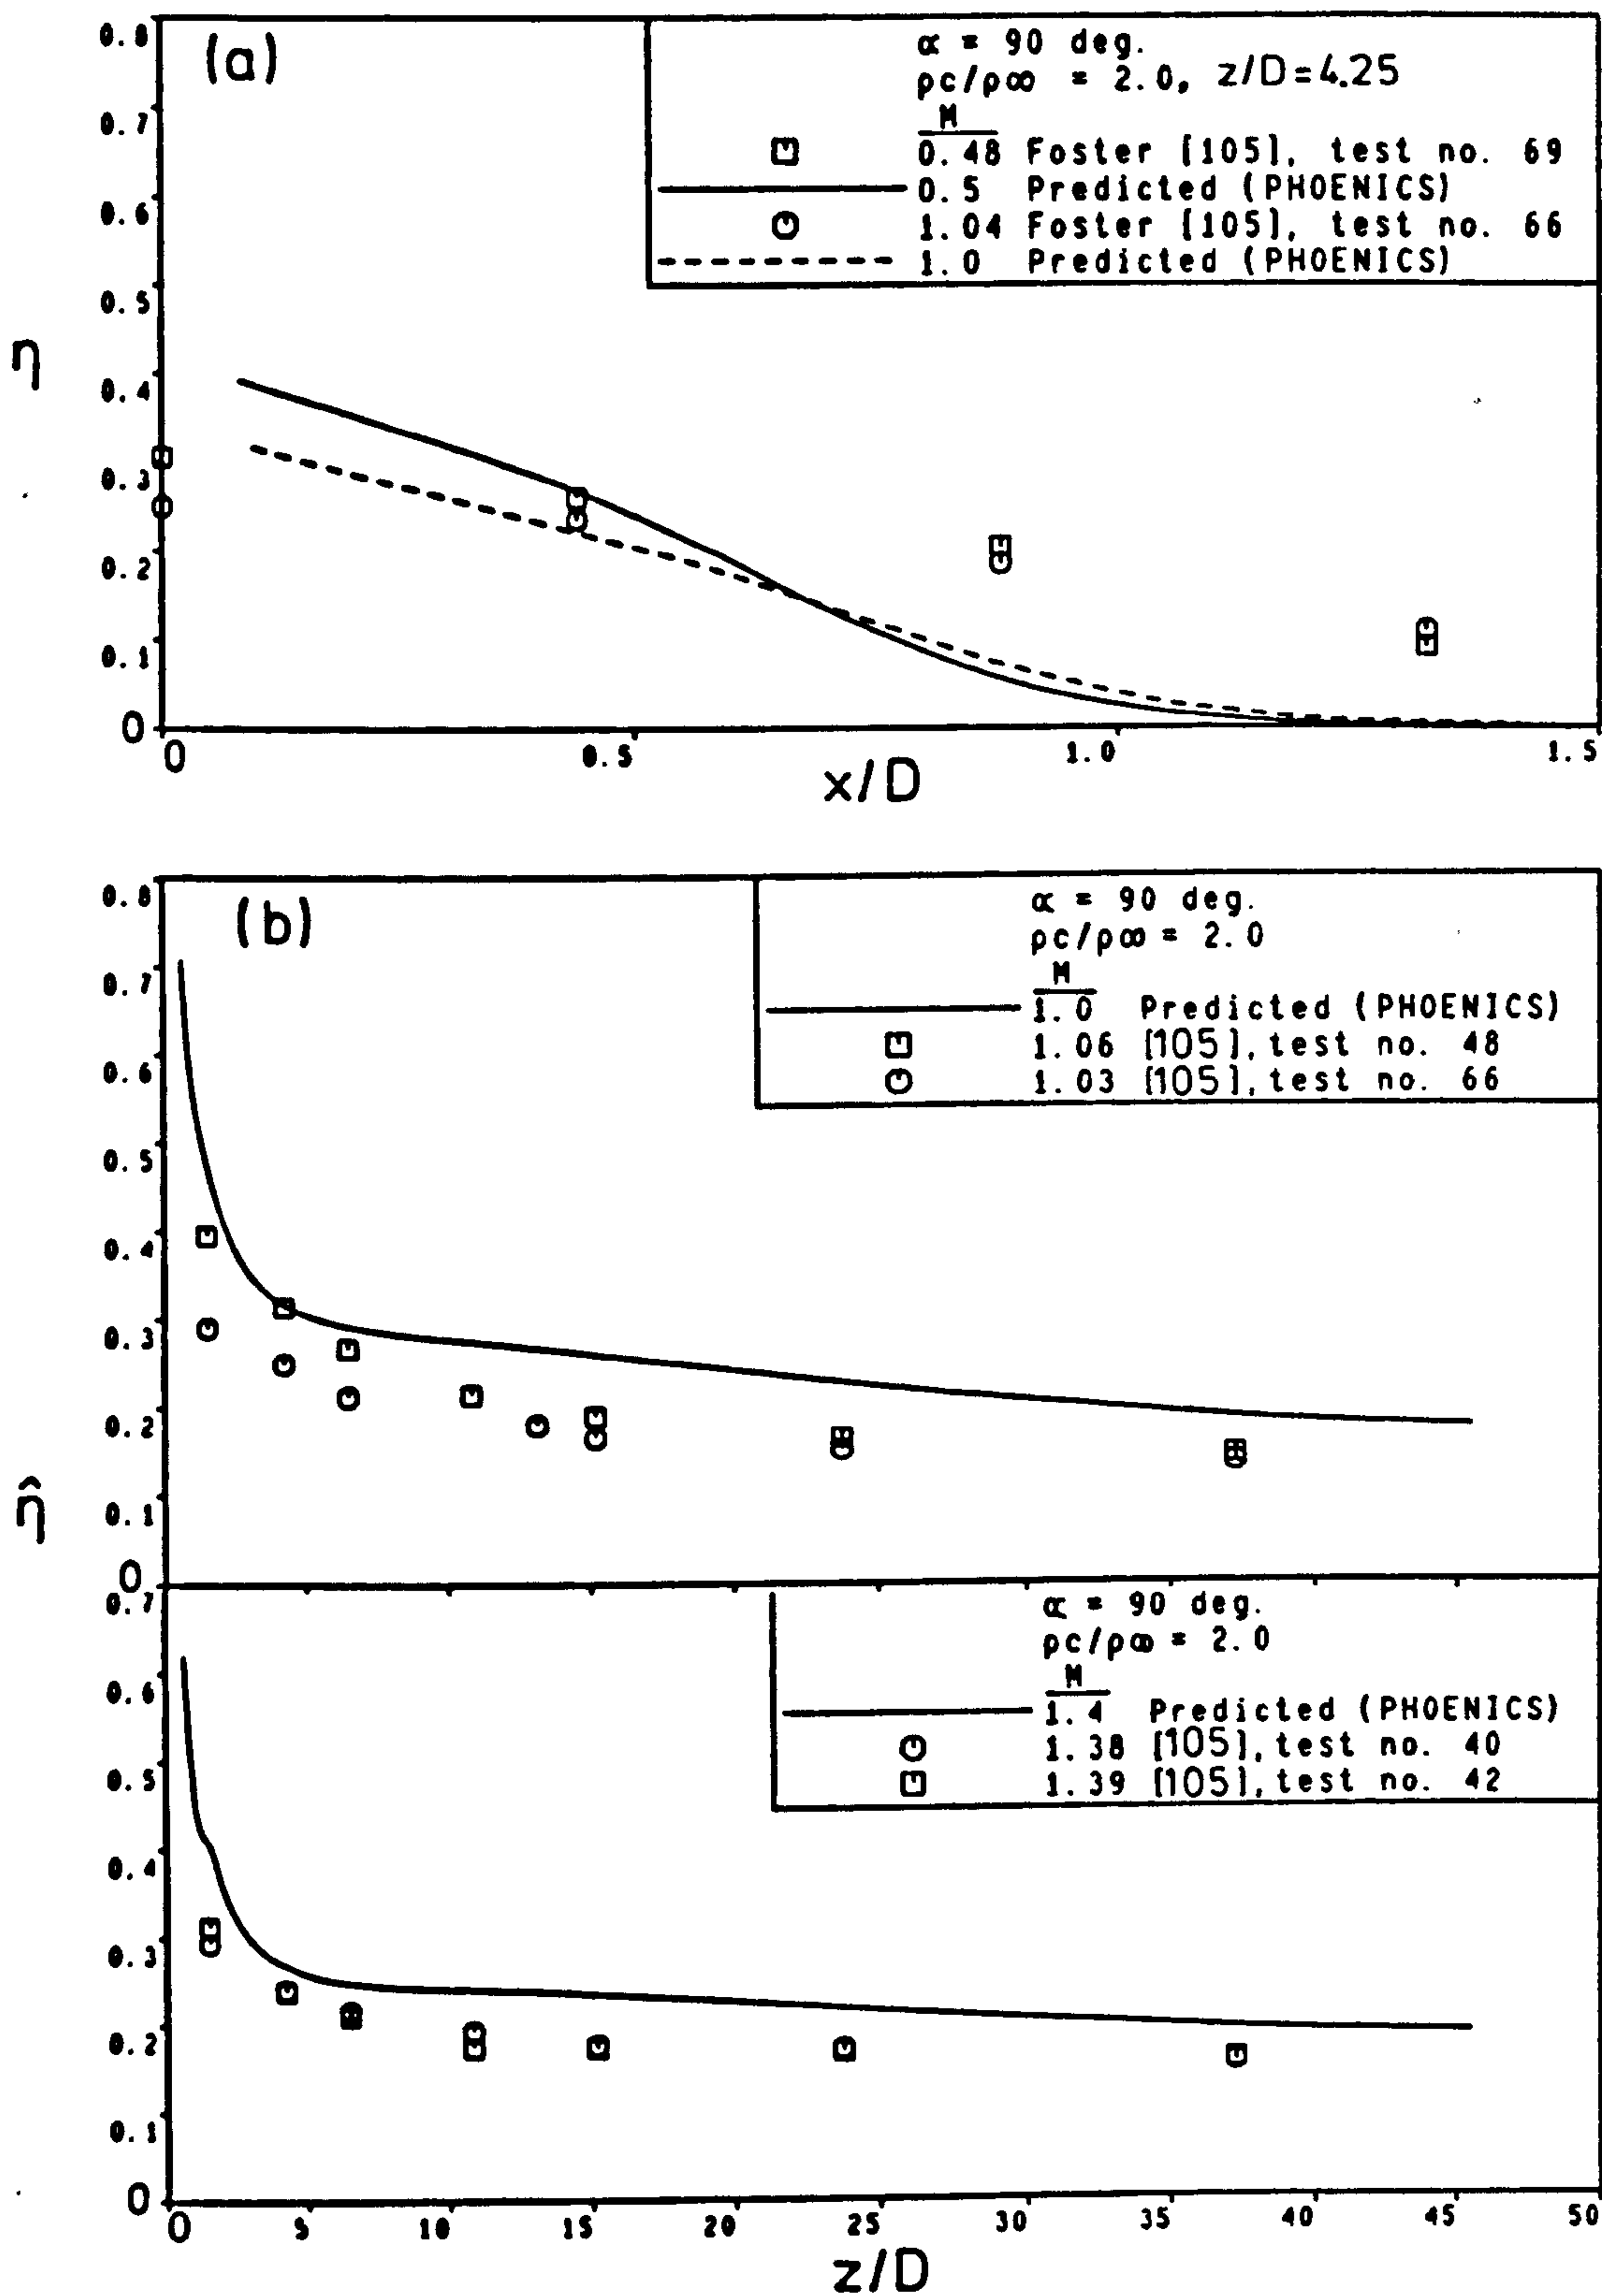 (a)
α = 90 deg.
ρc/ρ∞ = 2.0, z/D=4.25
M
0.48 Foster [105], test no. 69
0.5 Predicted (PHOENICS)
1.04 Foster [105], test no. 66
1.0 Predicted (PHOENICS)
0.8
0.7
0.6
0.5
0.4
0.3
0.2
0.1
0
η
0
0.5
1.0
1.5
x/D
(b)
α = 90 deg.
ρc/ρ∞ = 2.0
M
1.0 Predicted (PHOENICS)
1.06 [105], test no. 48
1.03 [105], test no. 66
0.8
0.7
0.6
0.5
0.4
0.3
0.2
0.1
0
η̂
α = 90 deg.
ρc/ρ∞ = 2.0
M
1.4 Predicted (PHOENICS)
1.38 [105], test no. 40
1.39 [105], test no. 42
0.7
0.6
0.5
0.4
0.3
0.2
0.1
0
0
5
10
15
20
25
30
35
40
45
50
z/D